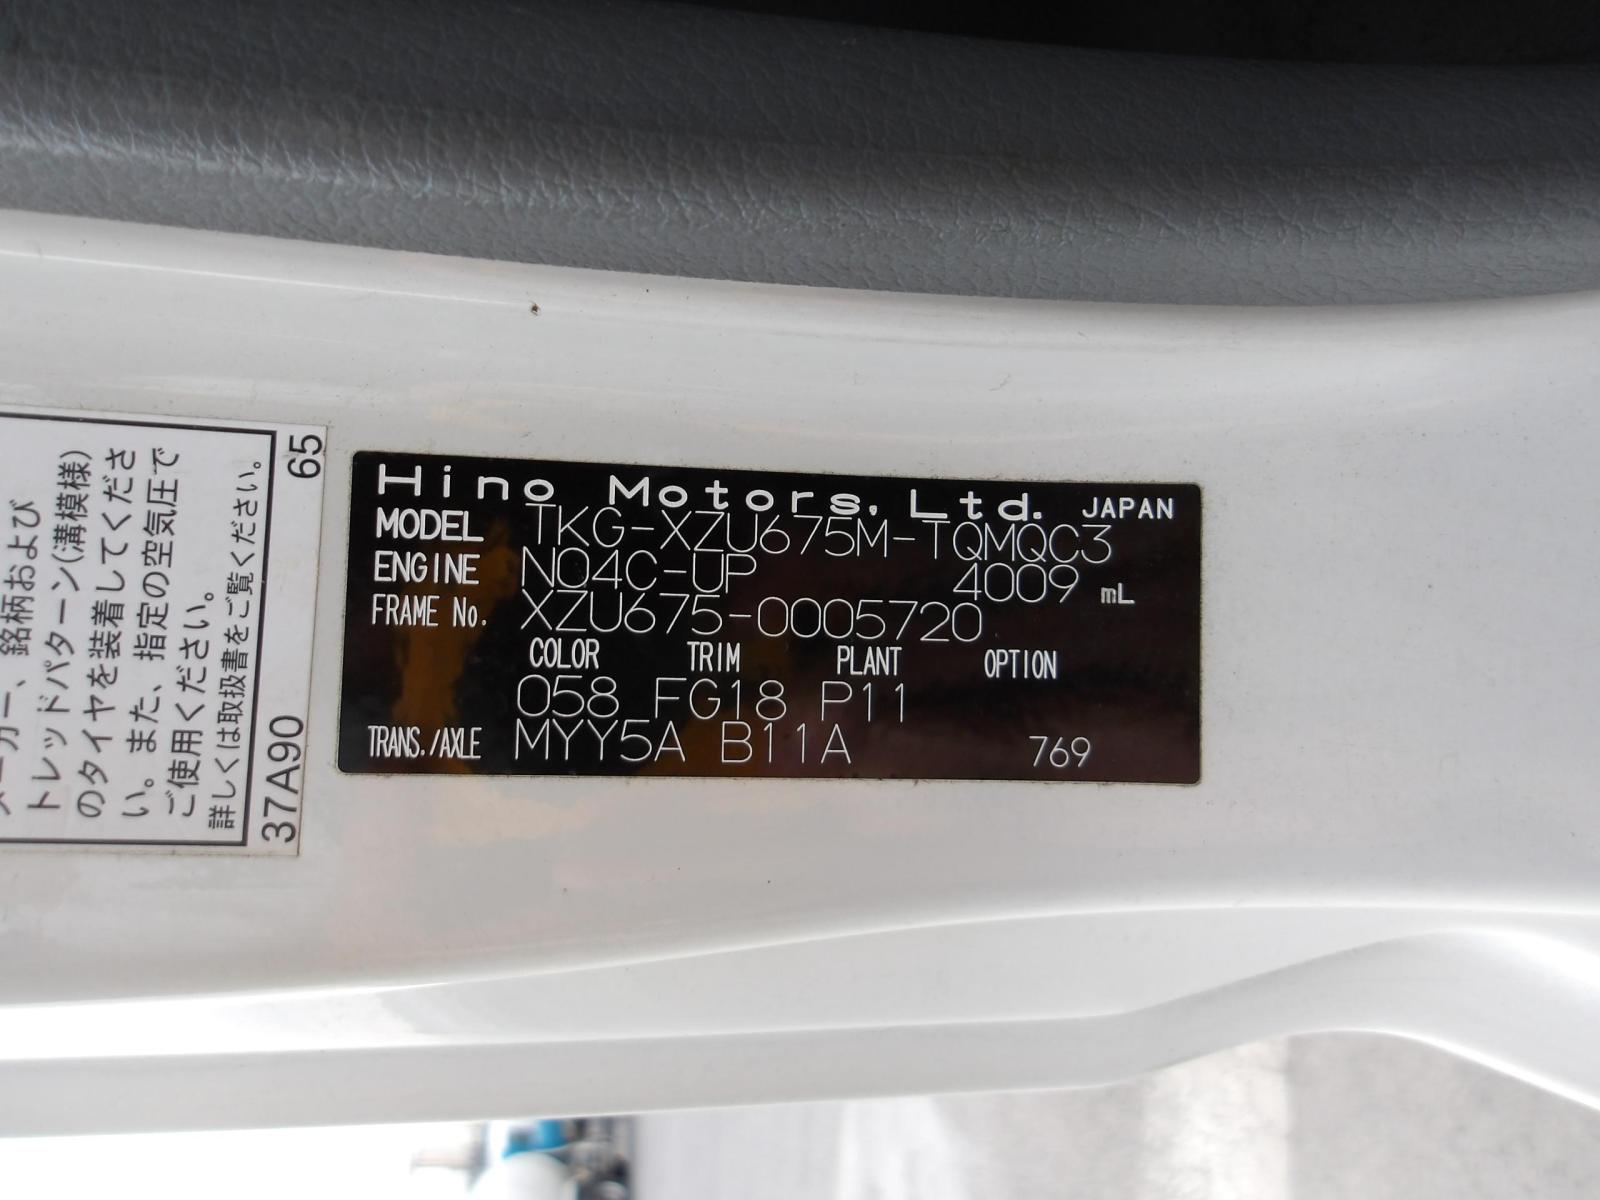 Hino Motors, Ltd. JAPAN
MODEL TKG-XZU675M-TQMQC3
ENGINE N04C-UP 4009 mL
FRAME No. XZU675-0005720
COLOR TRIM PLANT OPTION
058 FG18 P11
TRANS./AXLE MYY5A B11A 769
銘柄および
トレッドパターン(溝模様)
のタイヤを装着してくださ
い。また、指定の空気圧で
ご使用ください。
詳しくは取扱書をご覧ください。
37A90 65